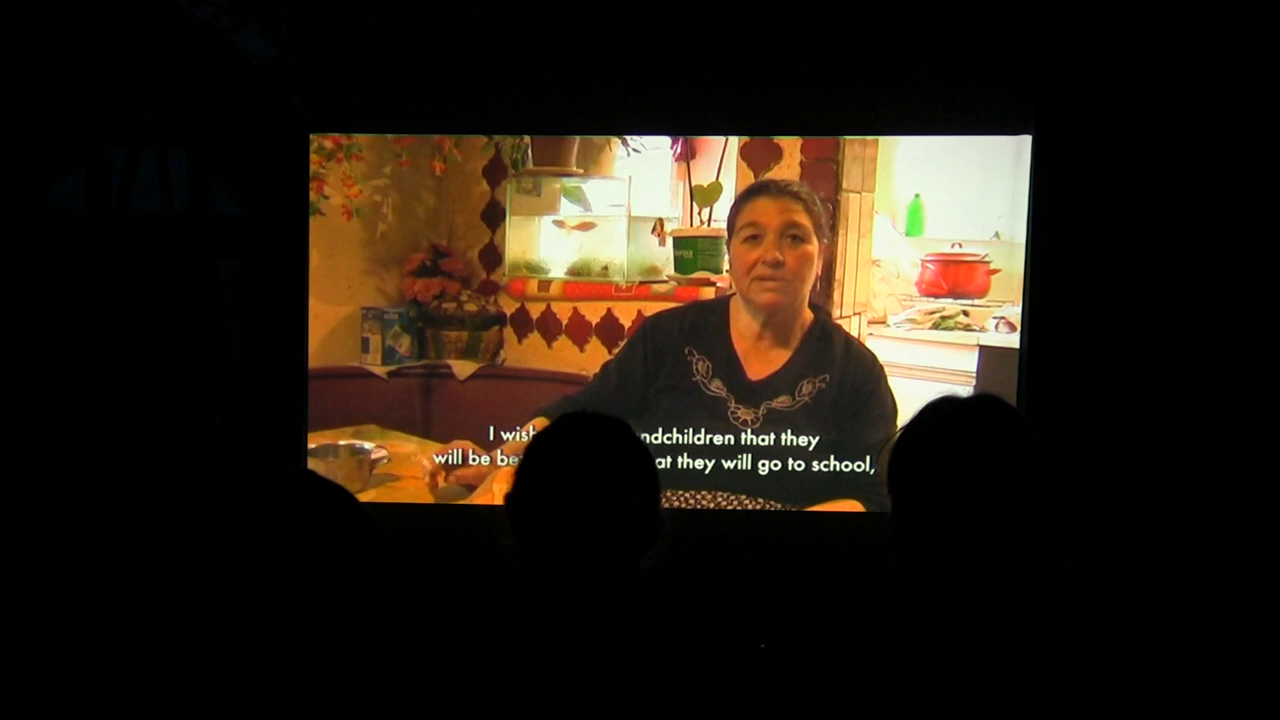 I wish ndchildren that they
will be be at they will go to school,